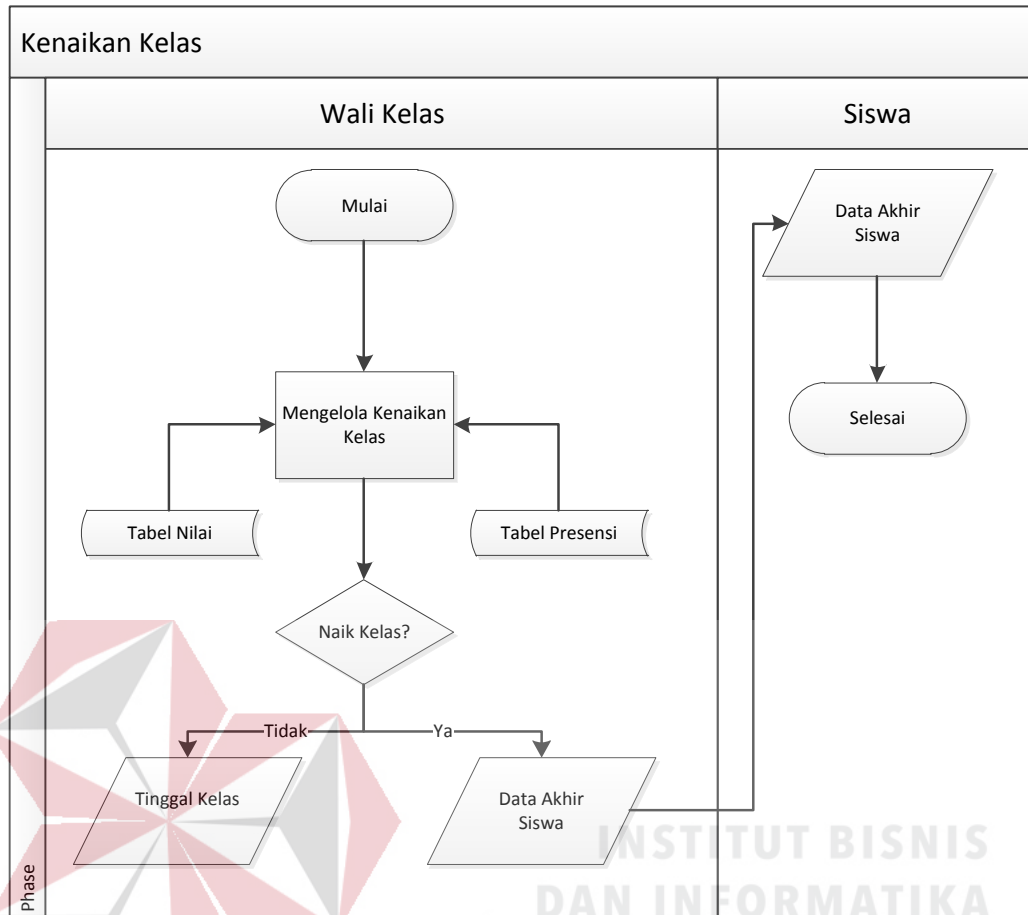 Kenaikan Kelas
Wali Kelas
Siswa
Mulai
Data Akhir
Siswa
Mengelola Kenaikan
Kelas
Selesai
Tabel Nilai
Tabel Presensi
Naik Kelas?
Tidak
Ya
Tinggal Kelas
Data Akhir
Siswa
Phase
INSTITUT BISNIS
DAN INFORMATIKA